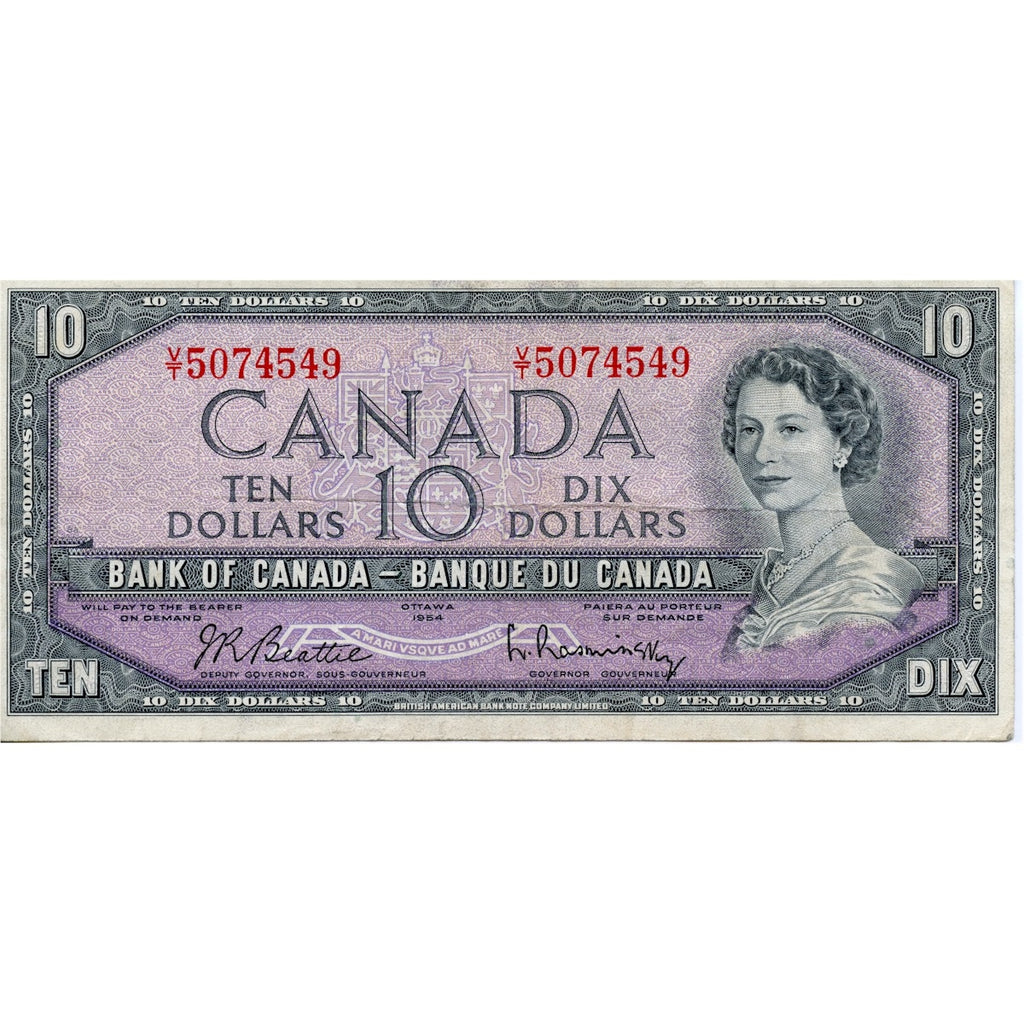 10 TEN DOLLARS 10
10 DIX DOLLARS 10
10
10
V/T 5074549
V/T 5074549
CANADA
TEN DOLLARS
10
DIX DOLLARS
10 TEN DOLLARS 10
10 DIX DOLLARS 10
BANK OF CANADA – BANQUE DU CANADA
WILL PAY TO THE BEARER
ON DEMAND
OTTAWA
1954
PAIERA AU PORTEUR
SUR DEMANDE
J.R. Beattie
A MARI VSQVE AD MARE
L. Rasminsky
DEPUTY GOVERNOR, SOUS-GOUVERNEUR
GOVERNOR GOUVERNEUR
TEN
DIX
10 DIX DOLLARS 10
BRITISH AMERICAN BANK NOTE COMPANY LIMITED
10 TEN DOLLARS 10